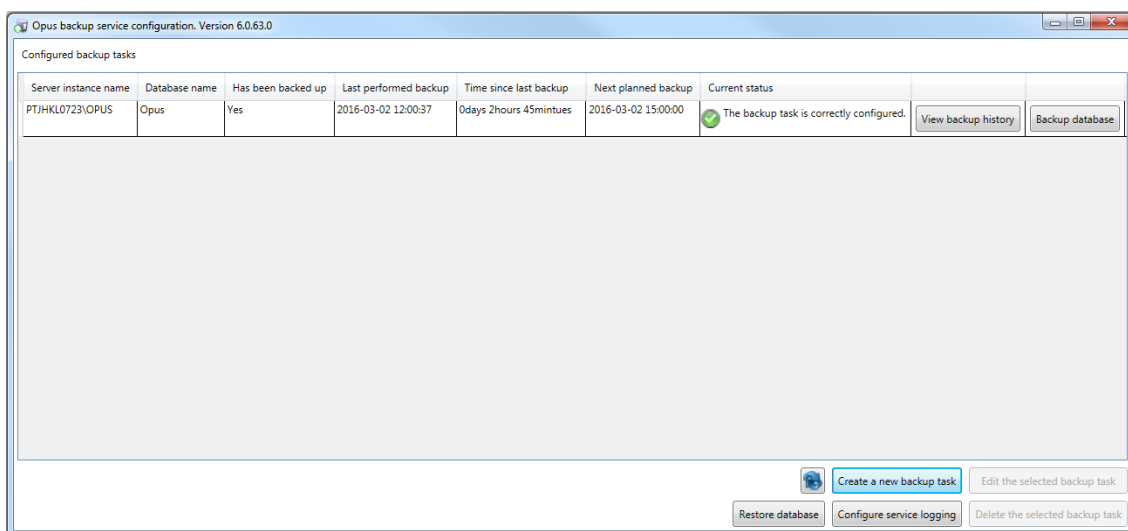 Opus backup service configuration. Version 6.0.63.0
Configured backup tasks
Server instance name Database name Has been backed up Last performed backup Time since last backup Next planned backup Current status
PTJHKL0723\OPUS Opus Yes 2016-03-02 12:00:37 0days 2hours 45mintues 2016-03-02 15:00:00 The backup task is correctly configured. View backup history Backup database
Create a new backup task Edit the selected backup task
Restore database Configure service logging Delete the selected backup task